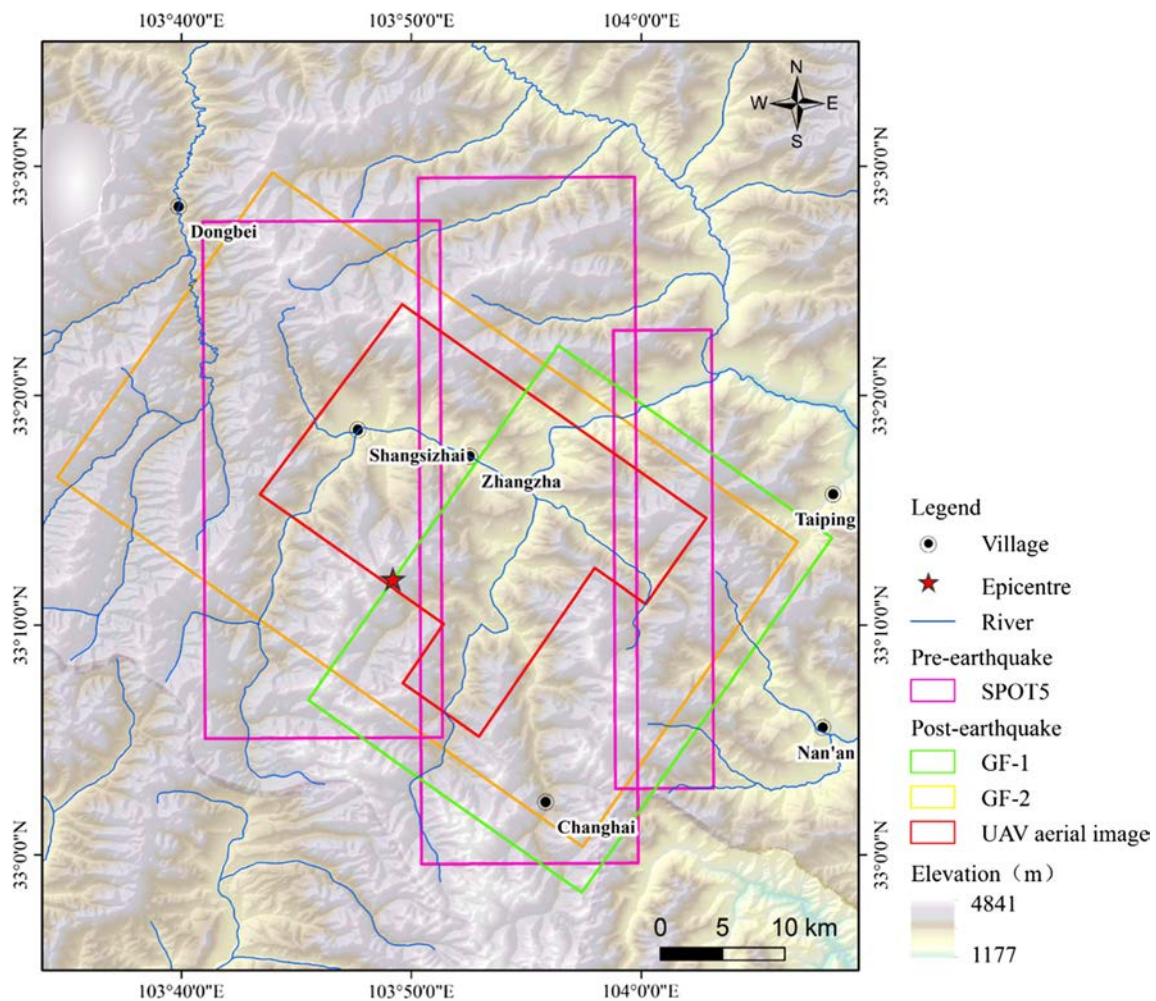 103°40'0"E 103°50'0"E 104°0'0"E
N
W E
S
33°30'0"N 33°30'0"N
Dongbei
33°20'0"N 33°20'0"N
Shangsizhai
Zhangzha
Taiping
33°10'0"N 33°10'0"N
Nan'an
Changhai
33°0'0"N 33°0'0"N
0 5 10 km
103°40'0"E 103°50'0"E 104°0'0"E
Legend
Village
Epicentre
River
Pre-earthquake
SPOT5
Post-earthquake
GF-1
GF-2
UAV aerial image
Elevation（m）
4841
1177